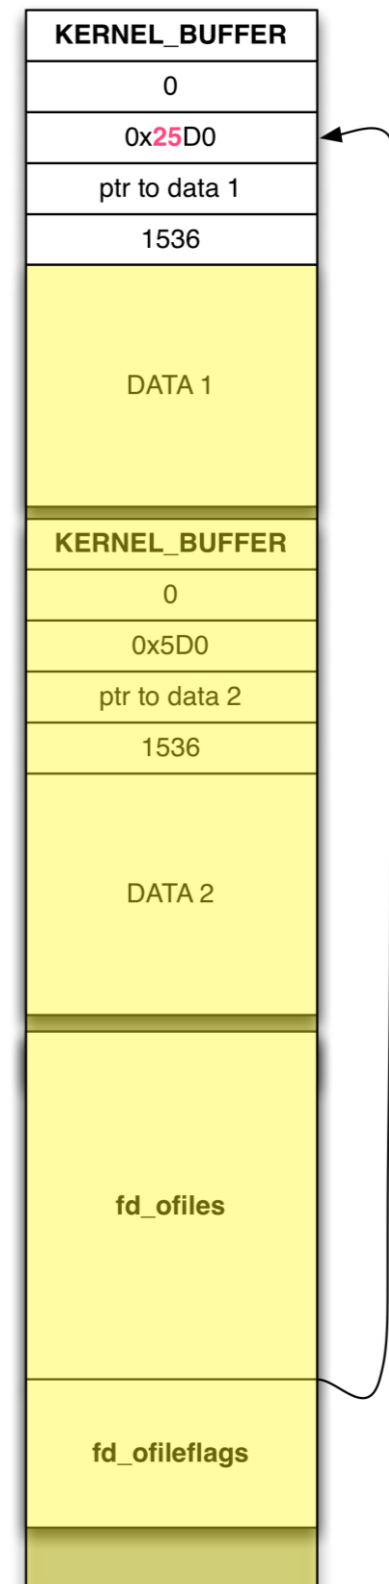 KERNEL_BUFFER
0
0x25D0
ptr to data 1
1536
DATA 1
KERNEL_BUFFER
0
0x5D0
ptr to data 2
1536
DATA 2
fd_ofiles
fd_ofileflags